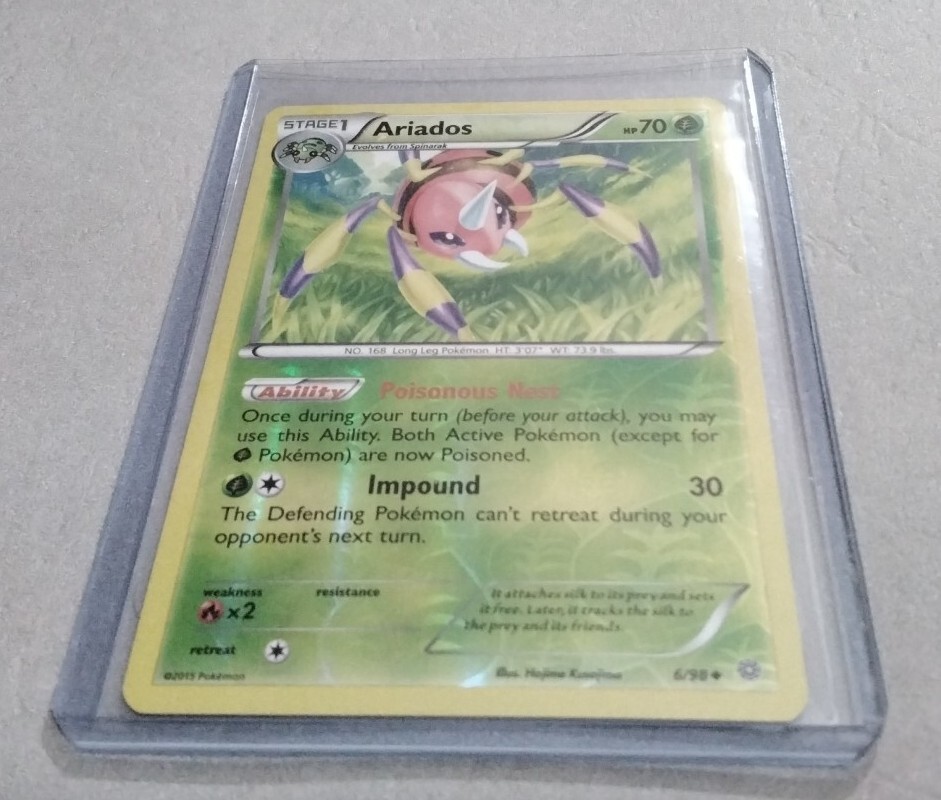 STAGE1 Ariados HP70
Evolves from Spinarak
NO. 168 Long Leg Pokémon HT: 3'07" WT: 73.9 lbs.
Ability Poisonous Nest
Once during your turn (before your attack), you may
use this Ability. Both Active Pokémon (except for
Pokémon) are now Poisoned.
Impound 30
The Defending Pokémon can't retreat during your
opponent's next turn.
weakness resistance
×2
It attaches silk to its prey and sets
it free. Later, it tracks the silk to
the prey and its friends.
retreat
©2015 Pokémon Illus. Hajime Kusajima 6/98